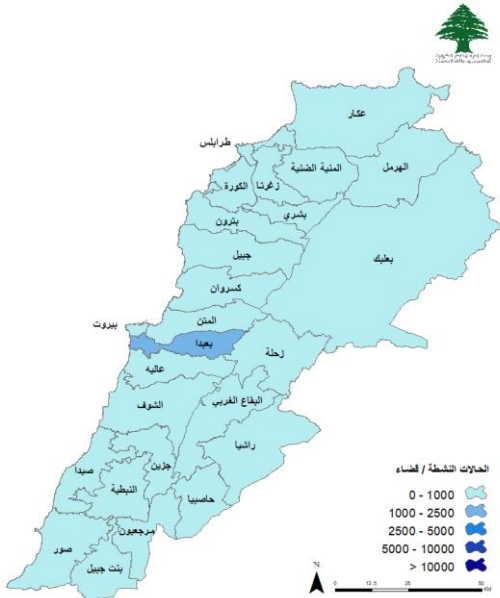 عكار
طرابلس
المنية الضنية
الهرمل
زغرتا
الكورة
بشري
بترون
بعلبك
جبيل
كسروان
المتن
بيروت
بعبدا
زحلة
عاليه
البقاع الغربي
الشوف
راشيا
جزين
صيدا
النبطية
حاصبيا
مرجعيون
صور
بنت جبيل
الحالات النشطة / قضاء
0 - 1000
1000 - 2500
2500 - 5000
5000 - 10000
> 10000
N
0 12.5 25 50
KM